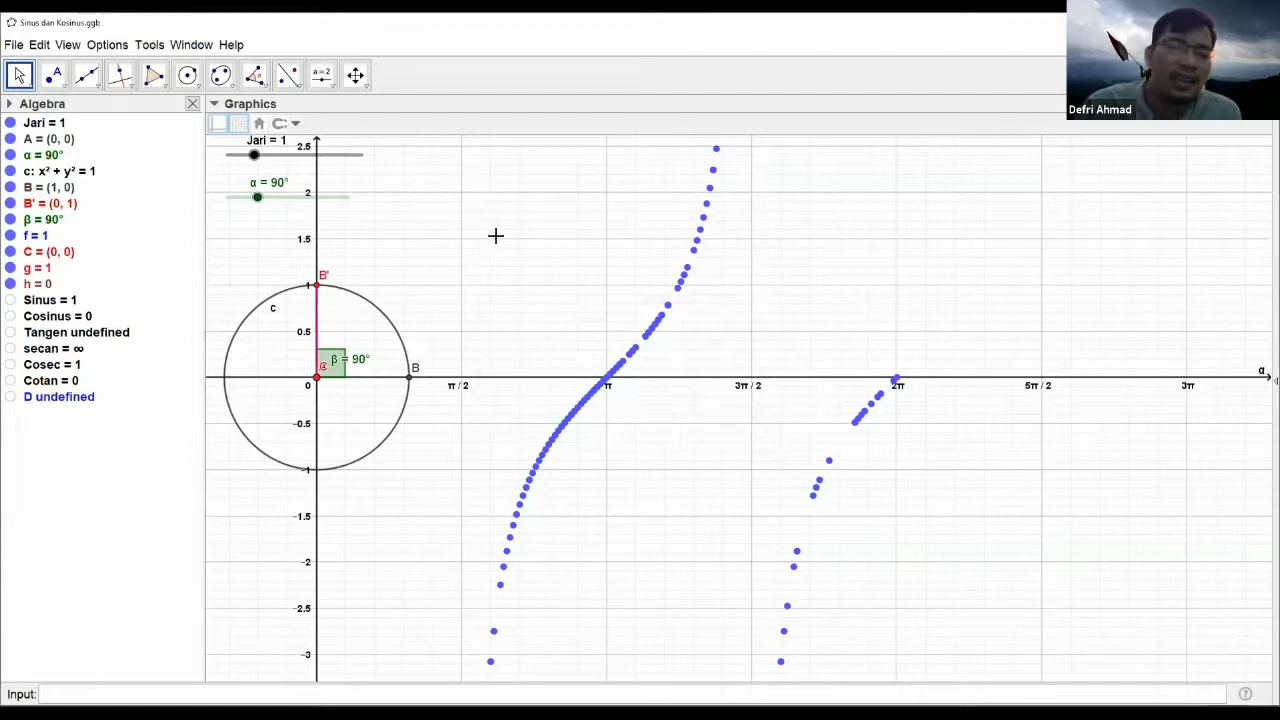 Sinus dan Kosinus.ggb
File Edit View Options Tools Window Help
A
a=2
Algebra
Graphics
Defri Ahmad
Jari = 1
A = (0, 0)
α = 90°
c: x² + y² = 1
B = (1, 0)
B' = (0, 1)
β = 90°
f = 1
C = (0, 0)
g = 1
h = 0
Sinus = 1
Cosinus = 0
Tangen undefined
secan = ∞
Cosec = 1
Cotan = 0
D undefined
Jari = 1
α = 90°
2.5
2
1.5
1
0.5
0
−0.5
−1
−1.5
−2
−2.5
−3
B'
c
β = 90°
C
B
π / 2
π
3π / 2
2π
5π / 2
3π
α
Input: